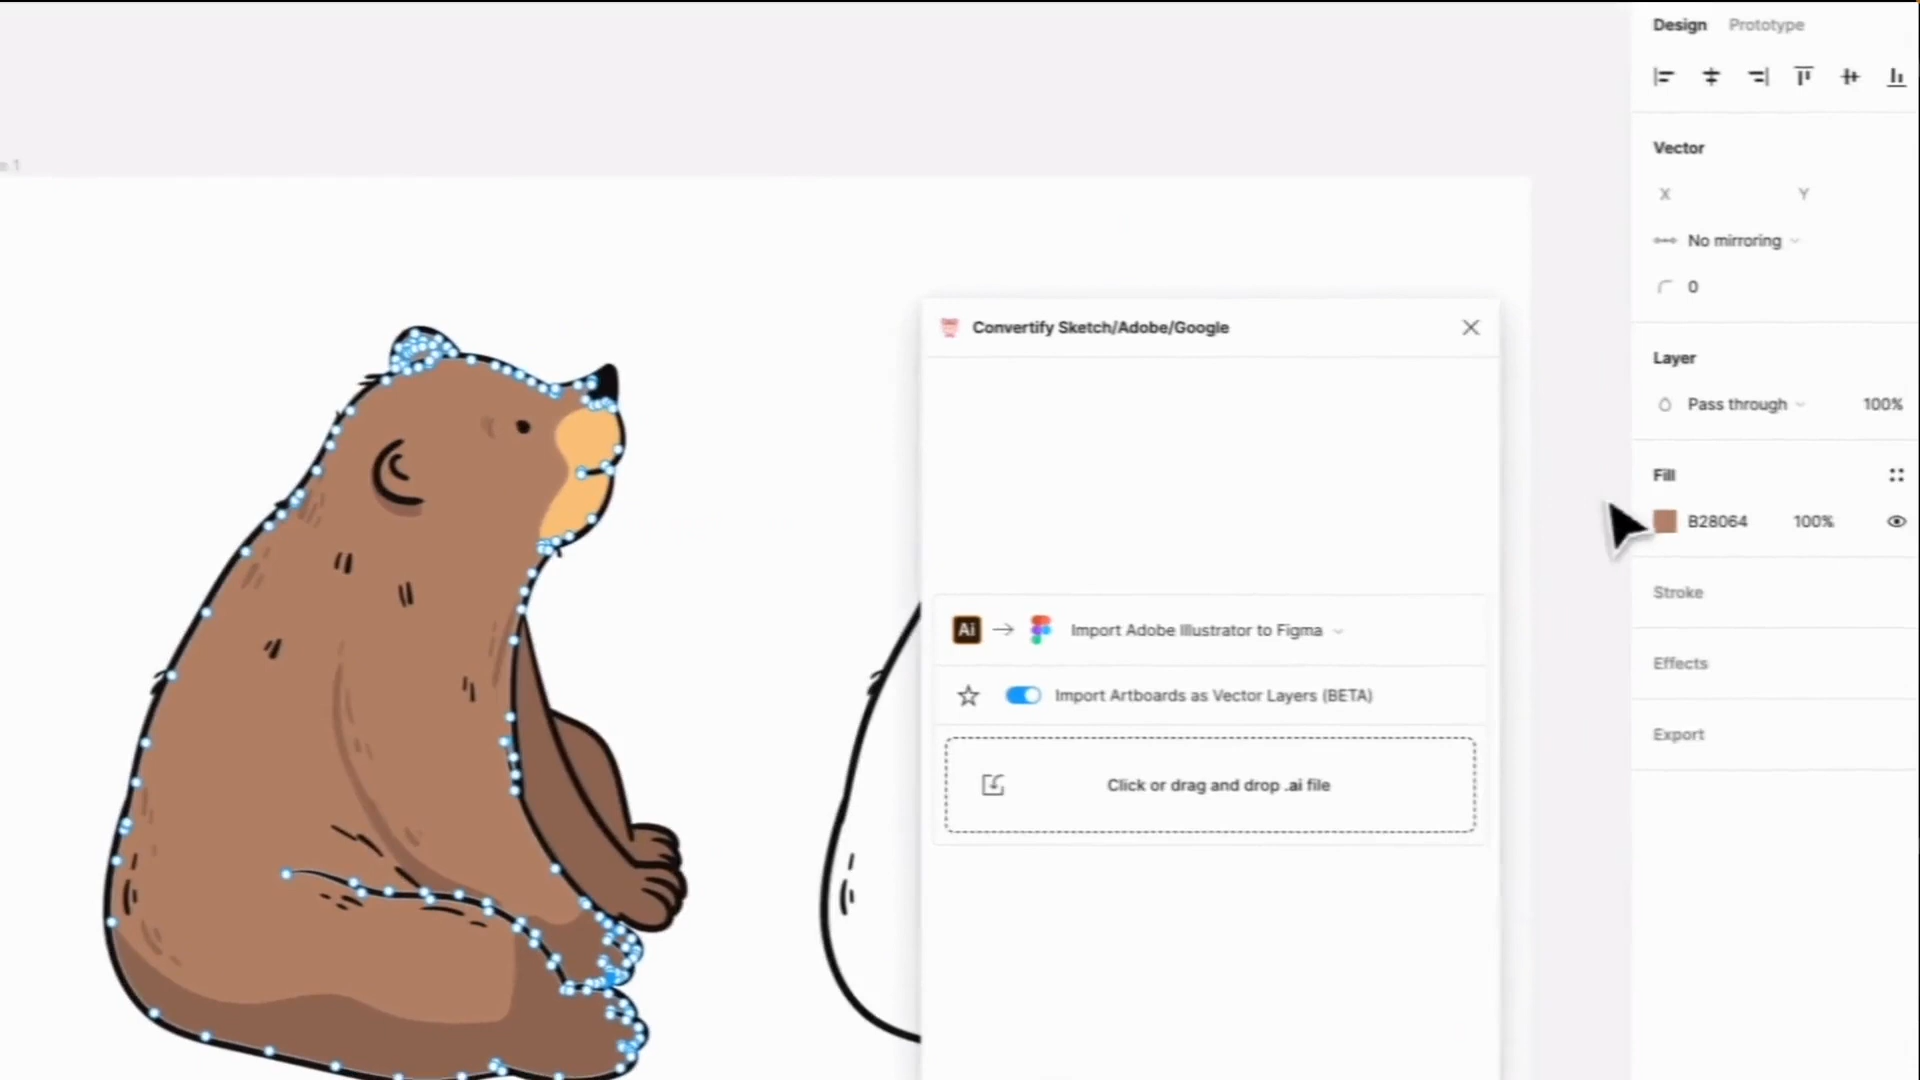 Design Prototype
e 1
Vector
X Y
No mirroring
0
Convertify Sketch/Adobe/Google
Layer
Pass through 100%
Fill
B28064 100%
Stroke
Ai Import Adobe Illustrator to Figma
Effects
Import Artboards as Vector Layers (BETA)
Export
Click or drag and drop .ai file